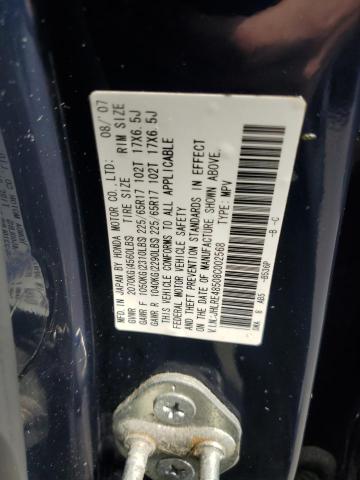 MFD. IN JAPAN BY HONDA MOTOR CO., LTD. 08/'07
TIRE SIZE RIM SIZE
GVWR 2070KG(4560LBS)
GAWR F 1050KG(2310LBS) 225/65R17 102T 17X6.5J
GAWR R 1040KG(2290LBS) 225/65R17 102T 17X6.5J
THIS VEHICLE CONFORMS TO ALL APPLICABLE
FEDERAL MOTOR VEHICLE SAFETY
AND THEFT PREVENTION STANDARDS IN EFFECT
ON THE DATE OF MANUFACTURE SHOWN ABOVE.
V.I.N: JHLRE48508C002568 TYPE: MPV
A65 -B
-C